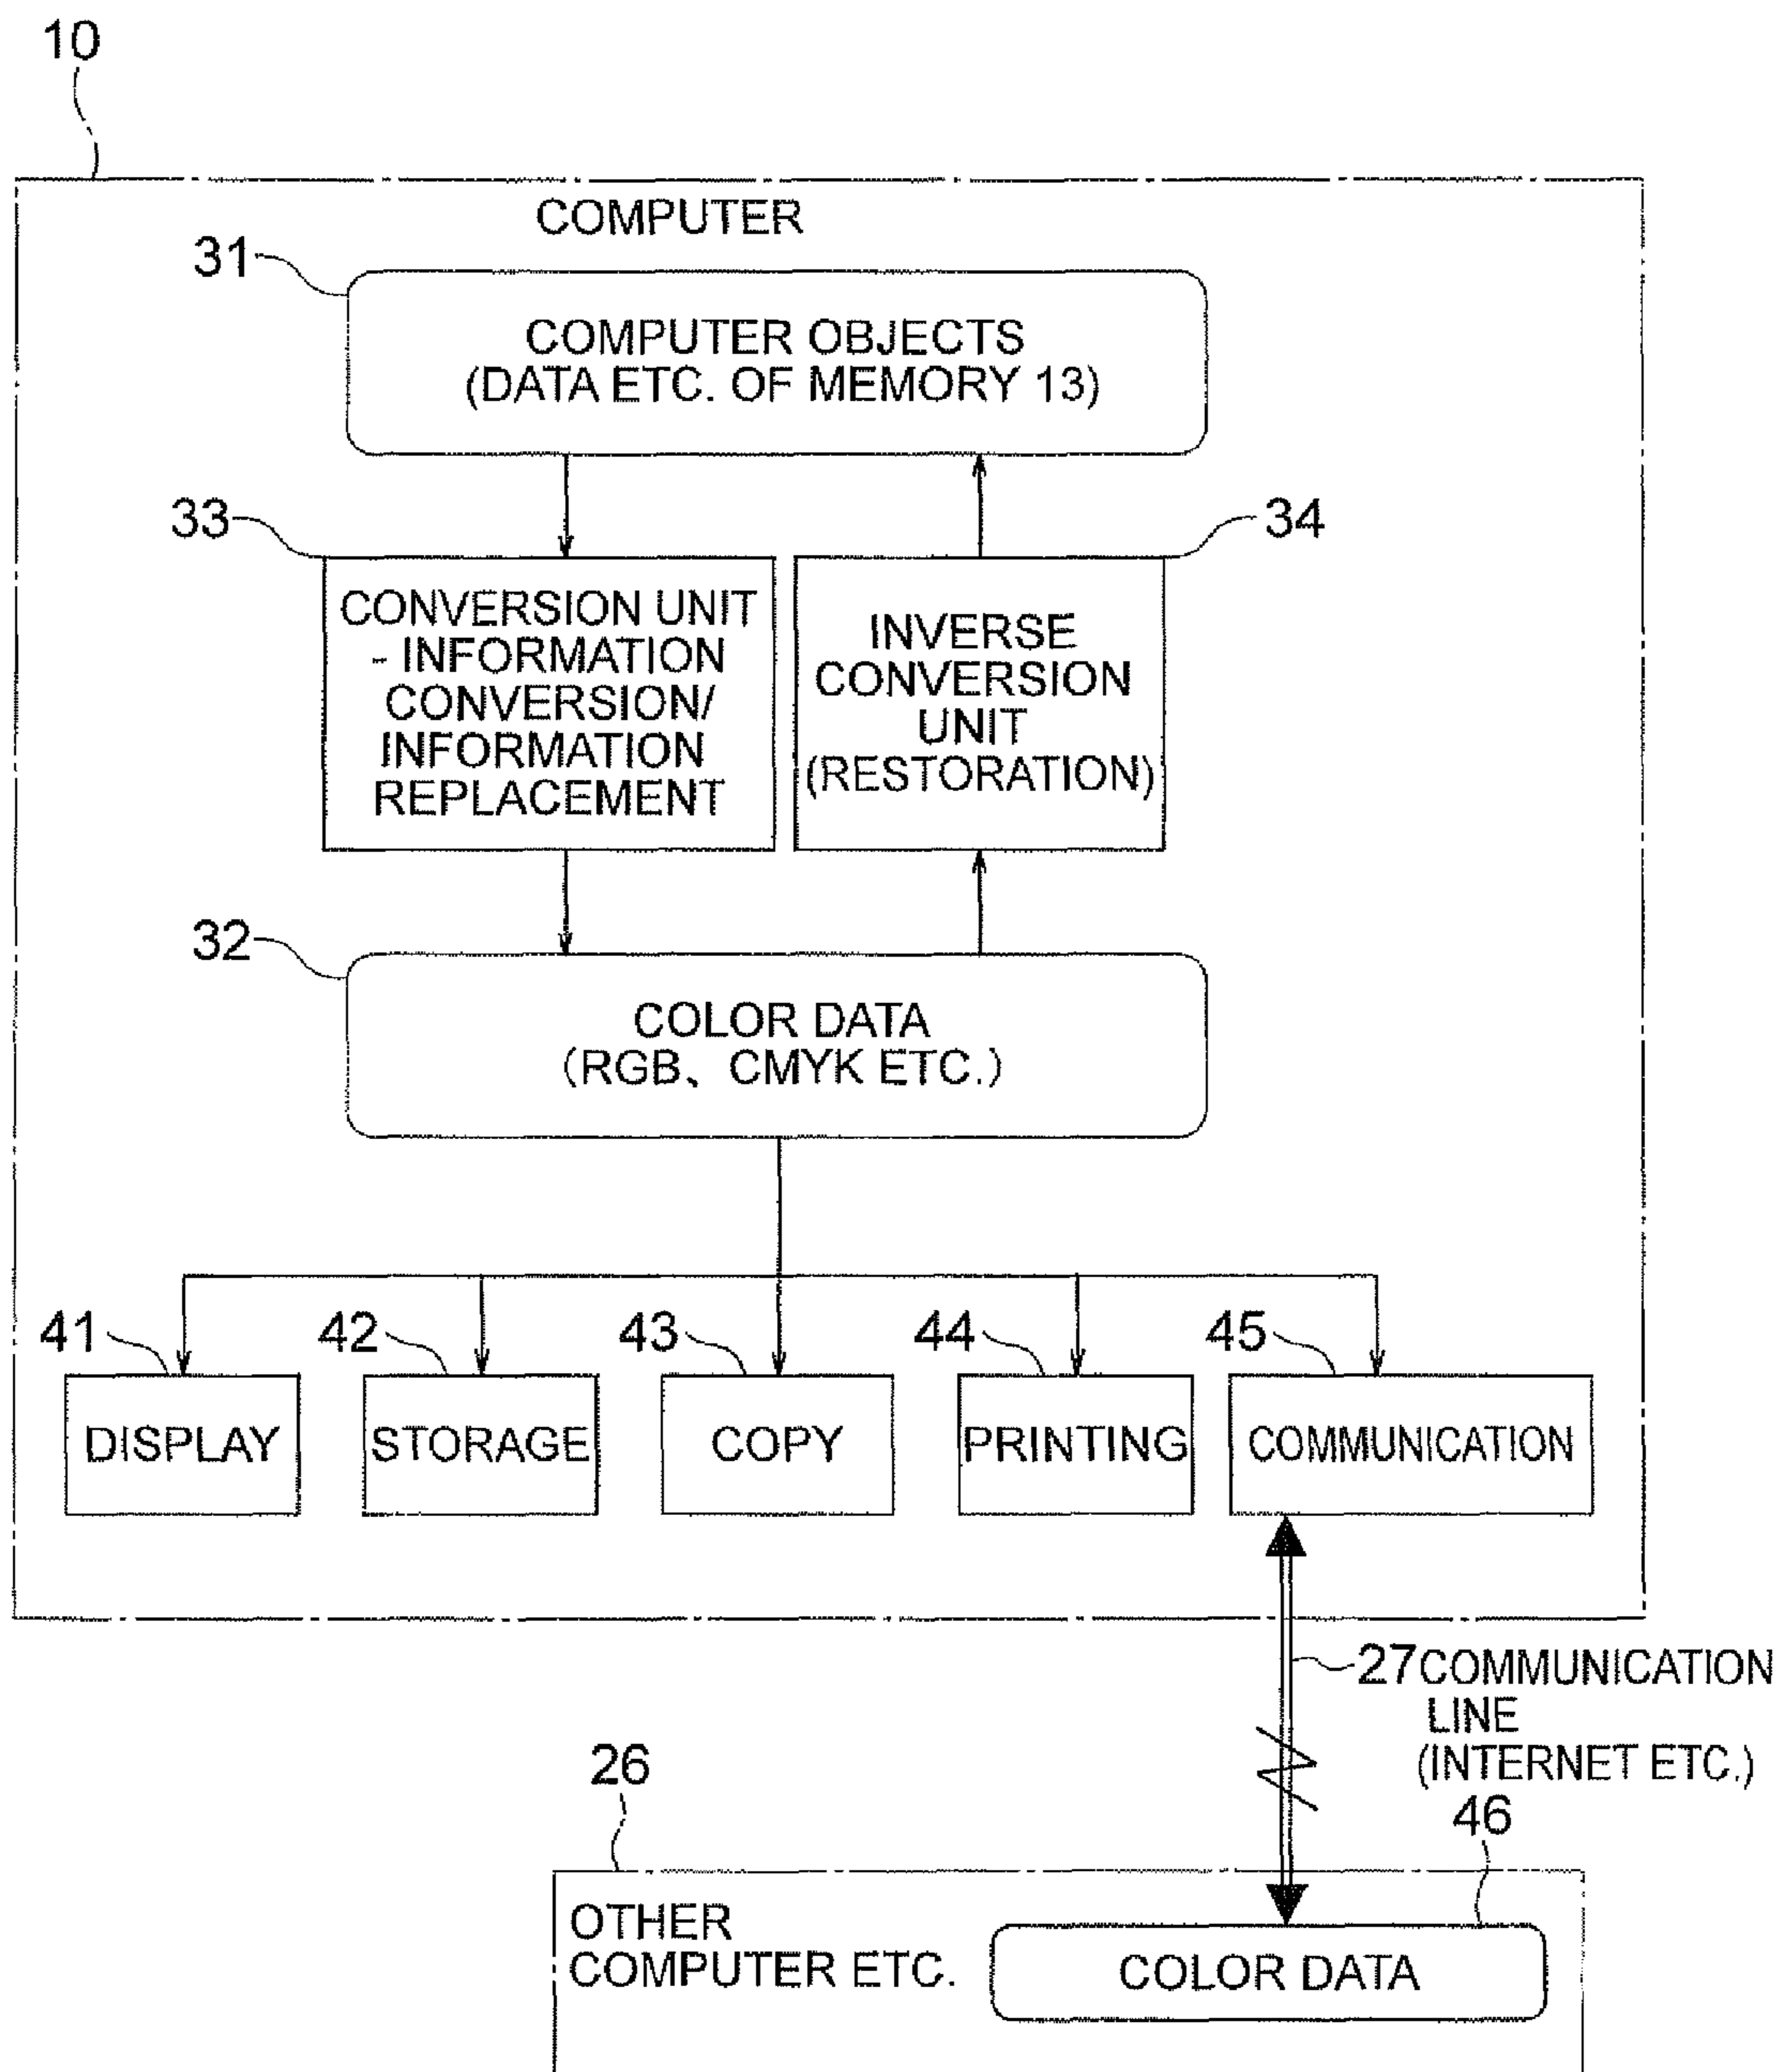 10
COMPUTER
31
COMPUTER OBJECTS
(DATA ETC. OF MEMORY 13)
33
34
CONVERSION UNIT
- INFORMATION
CONVERSION/
INFORMATION
REPLACEMENT
INVERSE
CONVERSION
UNIT
(RESTORATION)
32
COLOR DATA
(RGB、CMYK ETC.)
41
42
43
44
45
DISPLAY
STORAGE
COPY
PRINTING
COMMUNICATION
27 COMMUNICATION
LINE
(INTERNET ETC.)
26
46
OTHER
COMPUTER ETC.
COLOR DATA